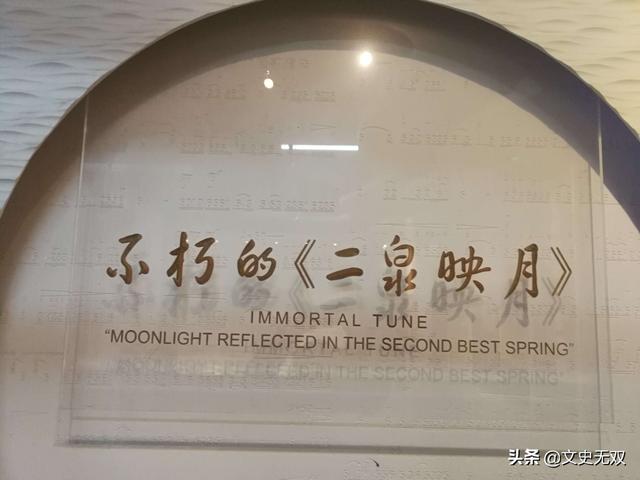 不朽的《二泉映月》
IMMORTAL TUNE
“MOONLIGHT REFLECTED IN THE SECOND BEST SPRING”
头条 @文史无双